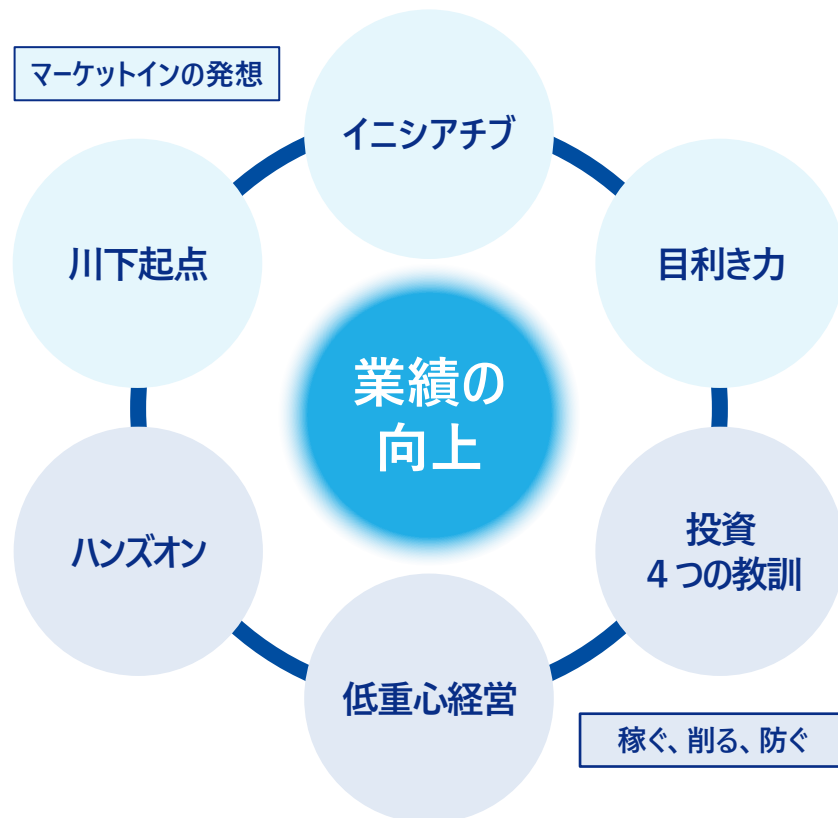 マーケットインの発想
イニシアチブ
川下起点
目利き力
業績の
向上
ハンズオン
投資
4つの教訓
低重心経営
稼ぐ、削る、防ぐ